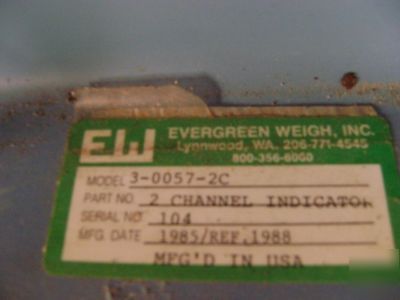 EW EVERGREEN WEIGH, INC.
Lynnwood, WA. 206-771-4545
800-356-6000
MODEL 3-0057-2C
PART NO. 2 CHANNEL INDICATOR
SERIAL NO 104
MFG. DATE 1985/REF.1988
MFG'D IN USA